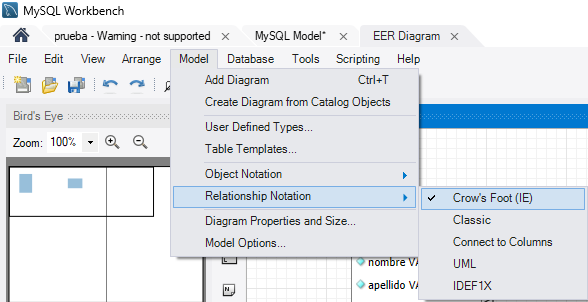 MySQL Workbench
prueba - Warning - not supported
MySQL Model*
EER Diagram
File Edit View Arrange Model Database Tools Scripting Help
Add Diagram Ctrl+T
Create Diagram from Catalog Objects
Bird's Eye
User Defined Types...
Zoom: 100%
Table Templates...
Object Notation
Relationship Notation
Crow's Foot (IE)
Diagram Properties and Size...
Classic
Model Options...
Connect to Columns
nombre VA
UML
apellido V
IDEF1X